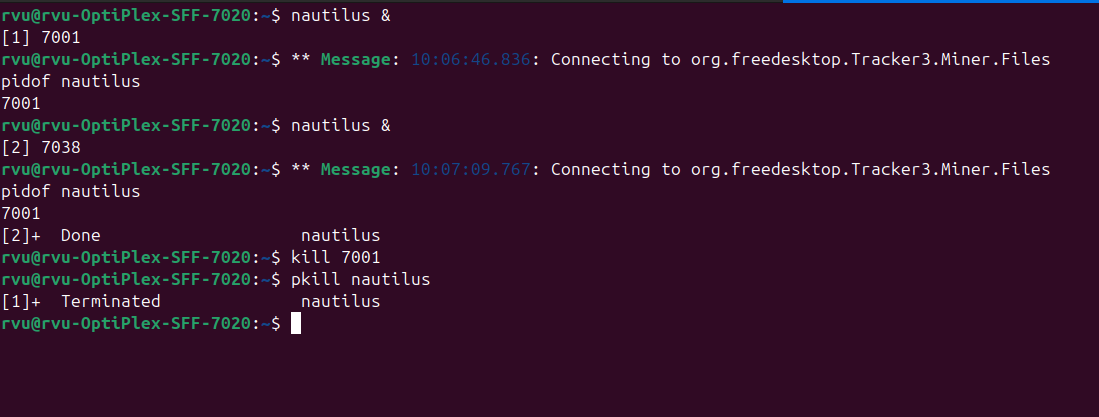 rvu@rvu-OptiPlex-SFF-7020:~$ nautilus &
[1] 7001
rvu@rvu-OptiPlex-SFF-7020:~$ ** Message: 10:06:46.836: Connecting to org.freedesktop.Tracker3.Miner.Files
pidof nautilus
7001
rvu@rvu-OptiPlex-SFF-7020:~$ nautilus &
[2] 7038
rvu@rvu-OptiPlex-SFF-7020:~$ ** Message: 10:07:09.767: Connecting to org.freedesktop.Tracker3.Miner.Files
pidof nautilus
7001
[2]+  Done                    nautilus
rvu@rvu-OptiPlex-SFF-7020:~$ kill 7001
rvu@rvu-OptiPlex-SFF-7020:~$ pkill nautilus
[1]+  Terminated              nautilus
rvu@rvu-OptiPlex-SFF-7020:~$